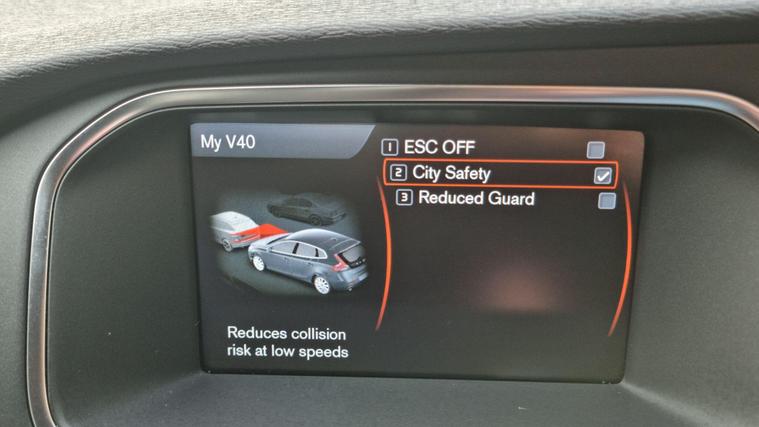 My V40
1 ESC OFF
2 City Safety
3 Reduced Guard
Reduces collision
risk at low speeds